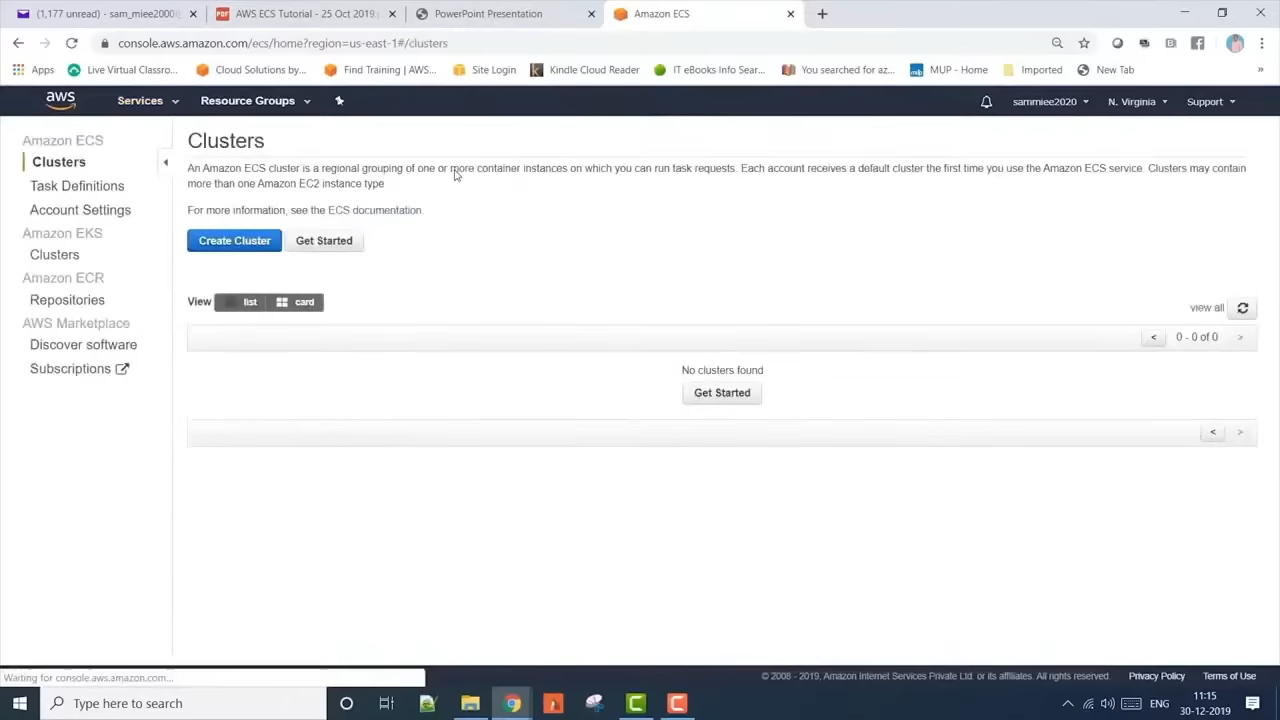 (1,177 unread) - sam_miee2000@
AWS ECS Tutorial - 25 Oct 2019.
PowerPoint Presentation
Amazon ECS
console.aws.amazon.com/ecs/home?region=us-east-1#/clusters
Apps
Live Virtual Classro...
Cloud Solutions by...
Find Training | AWS...
Site Login
Kindle Cloud Reader
IT eBooks Info Sear...
You searched for az...
MUP - Home
Imported
New Tab
»
aws
Services
Resource Groups
sammiee2020
N. Virginia
Support
Amazon ECS
Clusters
Task Definitions
Account Settings
Amazon EKS
Clusters
Amazon ECR
Repositories
AWS Marketplace
Discover software
Subscriptions
Clusters
An Amazon ECS cluster is a regional grouping of one or more container instances on which you can run task requests. Each account receives a default cluster the first time you use the Amazon ECS service. Clusters may contain
more than one Amazon EC2 instance type
For more information, see the ECS documentation.
Create Cluster
Get Started
View
list
card
view all
< 0 - 0 of 0 >
No clusters found
Get Started
< >
Waiting for console.aws.amazon.com...
© 2008 - 2019, Amazon Internet Services Private Ltd. or its affiliates. All rights reserved.
Privacy Policy
Terms of Use
Type here to search
ENG
11:15
30-12-2019